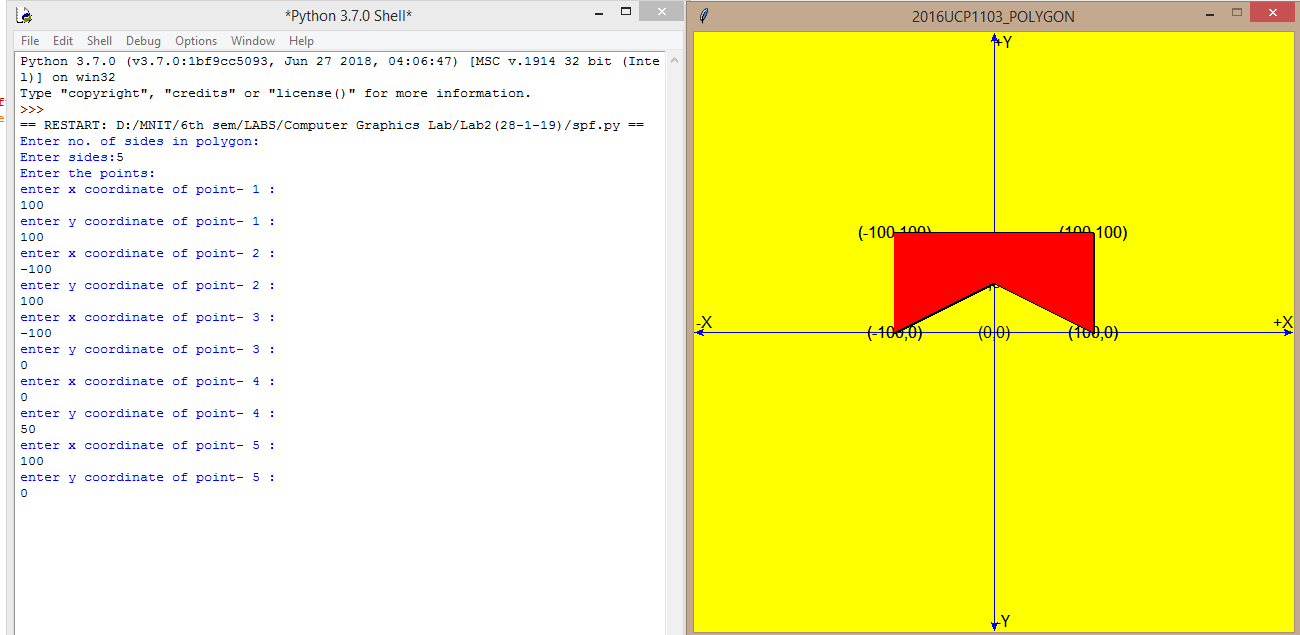 *Python 3.7.0 Shell*
File Edit Shell Debug Options Window Help
Python 3.7.0 (v3.7.0:1bf9cc5093, Jun 27 2018, 04:06:47) [MSC v.1914 32 bit (Inte
l)] on win32
Type "copyright", "credits" or "license()" for more information.
>>>
== RESTART: D:/MNIT/6th sem/LABS/Computer Graphics Lab/Lab2(28-1-19)/spf.py ==
Enter no. of sides in polygon:
Enter sides:5
Enter the points:
enter x coordinate of point- 1 :
100
enter y coordinate of point- 1 :
100
enter x coordinate of point- 2 :
-100
enter y coordinate of point- 2 :
100
enter x coordinate of point- 3 :
-100
enter y coordinate of point- 3 :
0
enter x coordinate of point- 4 :
0
enter y coordinate of point- 4 :
50
enter x coordinate of point- 5 :
100
enter y coordinate of point- 5 :
0
2016UCP1103_POLYGON
+Y
(-100,100) (100,100)
-X +X
(-100,0) (0,0) (100,0)
-Y